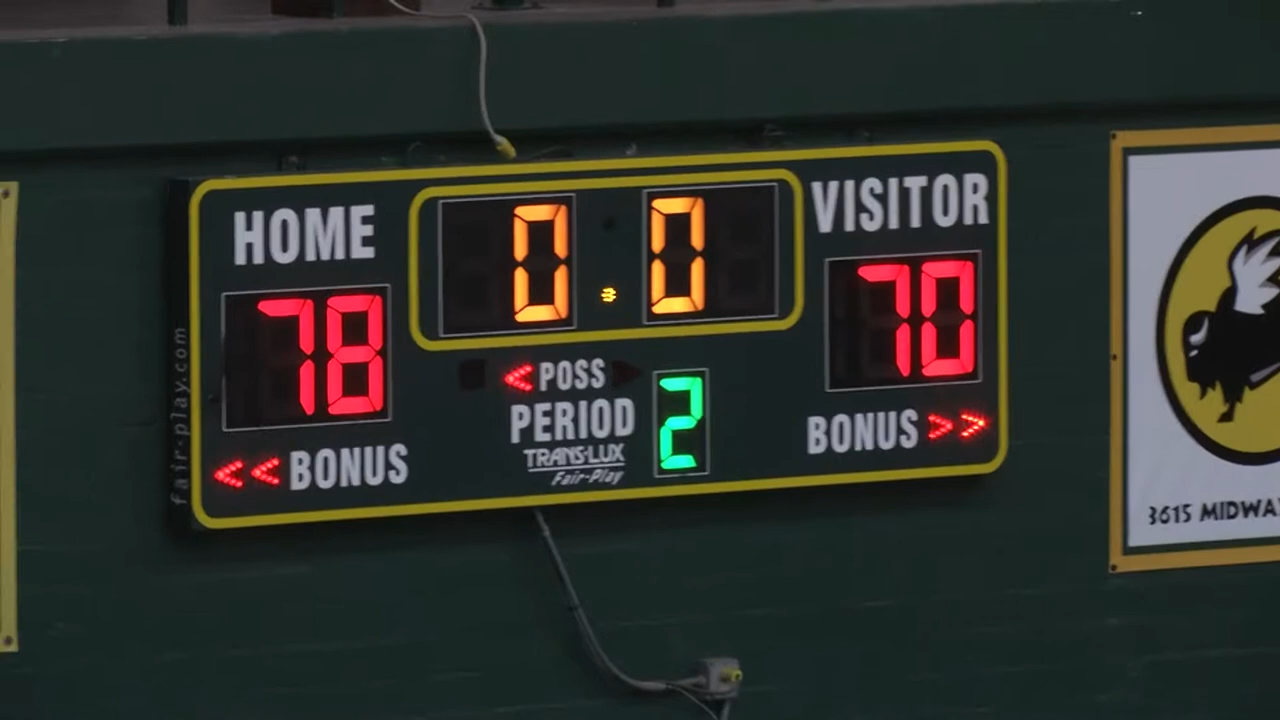 HOME
0.0
VISITOR
78
70
< POSS
PERIOD 2
<< BONUS
BONUS >>
TRANS-LUX
Fair-Play
fair-play.com
3615 MIDWA